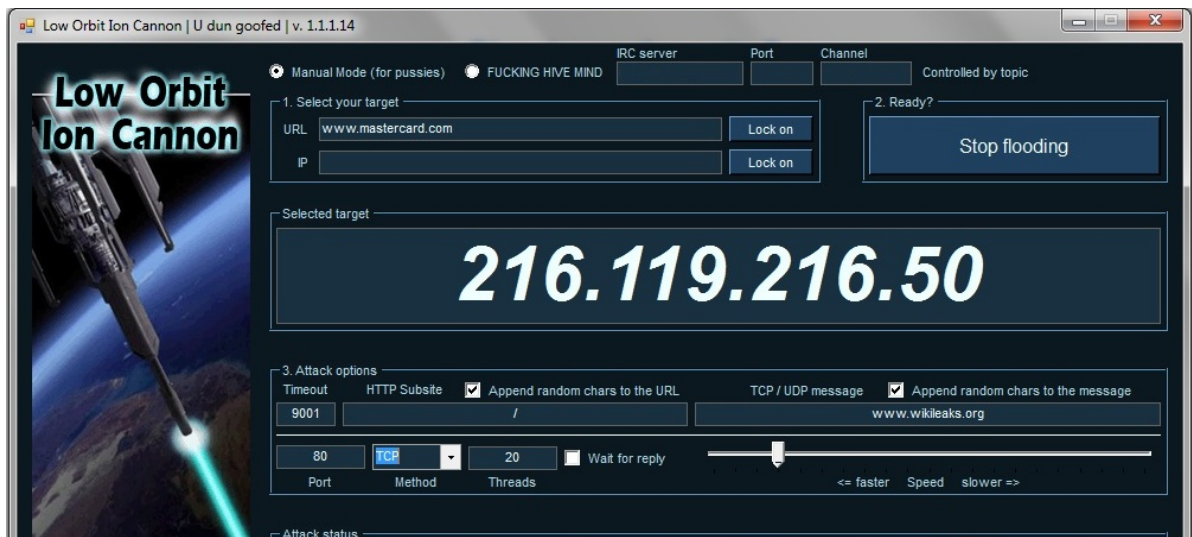 Low Orbit Ion Cannon | U dun goofed | v. 1.1.1.14
Low Orbit
Ion Cannon
IRC server Port Channel
Manual Mode (for pussies) FUCKING HIVE MIND Controlled by topic
1. Select your target
URL www.mastercard.com Lock on
IP Lock on
2. Ready?
Stop flooding
Selected target
216.119.216.50
3. Attack options
Timeout HTTP Subsite Append random chars to the URL TCP / UDP message Append random chars to the message
9001 / www.wikileaks.org
80 TCP 20 Wait for reply
Port Method Threads <= faster Speed slower =>
Attack status